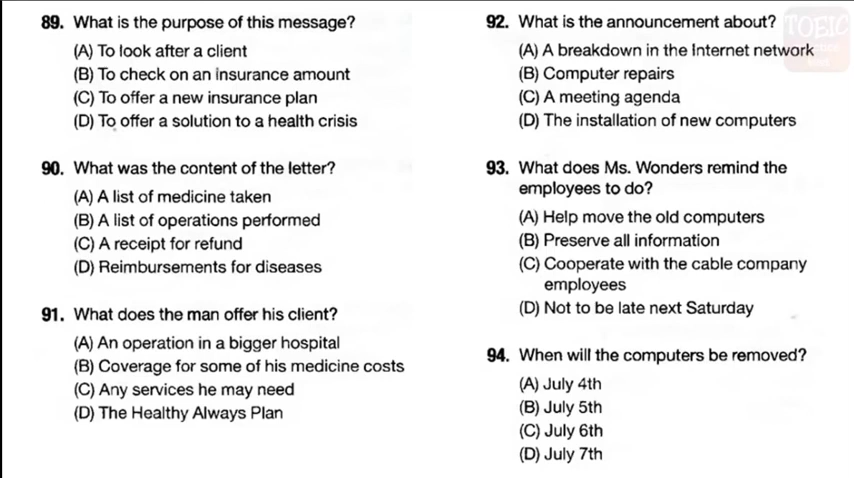 89. What is the purpose of this message?
(A) To look after a client
(B) To check on an insurance amount
(C) To offer a new insurance plan
(D) To offer a solution to a health crisis
90. What was the content of the letter?
(A) A list of medicine taken
(B) A list of operations performed
(C) A receipt for refund
(D) Reimbursements for diseases
91. What does the man offer his client?
(A) An operation in a bigger hospital
(B) Coverage for some of his medicine costs
(C) Any services he may need
(D) The Healthy Always Plan
92. What is the announcement about?
(A) A breakdown in the Internet network
(B) Computer repairs
(C) A meeting agenda
(D) The installation of new computers
93. What does Ms. Wonders remind the
employees to do?
(A) Help move the old computers
(B) Preserve all information
(C) Cooperate with the cable company
employees
(D) Not to be late next Saturday
94. When will the computers be removed?
(A) July 4th
(B) July 5th
(C) July 6th
(D) July 7th
TOEIC